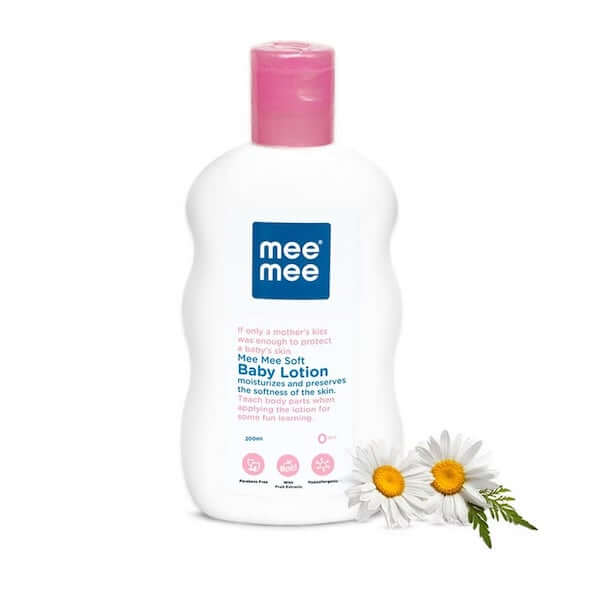 mee®
mee
If only a mother's kiss
was enough to protect
a baby's skin
Mee Mee Soft
Baby Lotion
moisturizes and preserves
the softness of the skin.
Teach body parts when
applying the lotion for
some fun learning.
200ml
0
Parabens Free
With
Fruit Extracts
Hypoallergenic